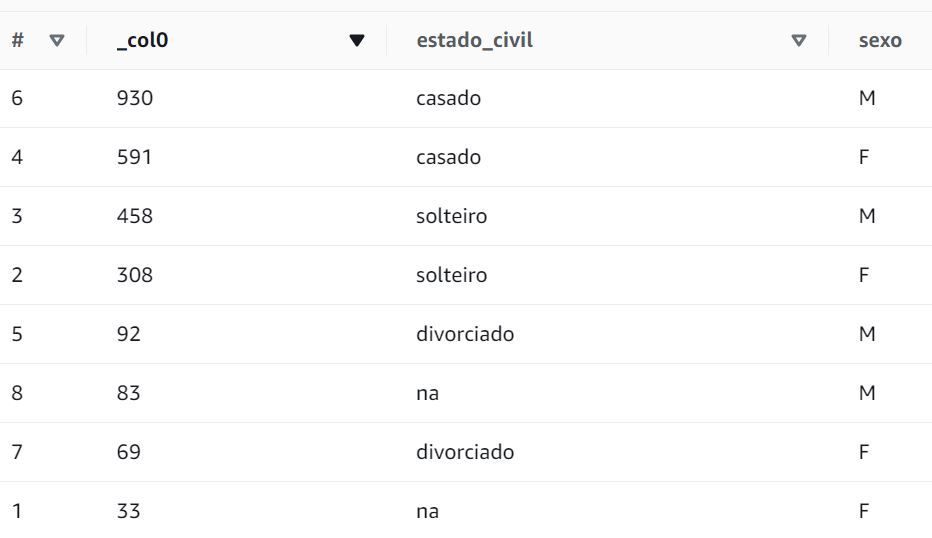 # _col0 estado_civil sexo
6 930 casado M
4 591 casado F
3 458 solteiro M
2 308 solteiro F
5 92 divorciado M
8 83 na M
7 69 divorciado F
1 33 na F